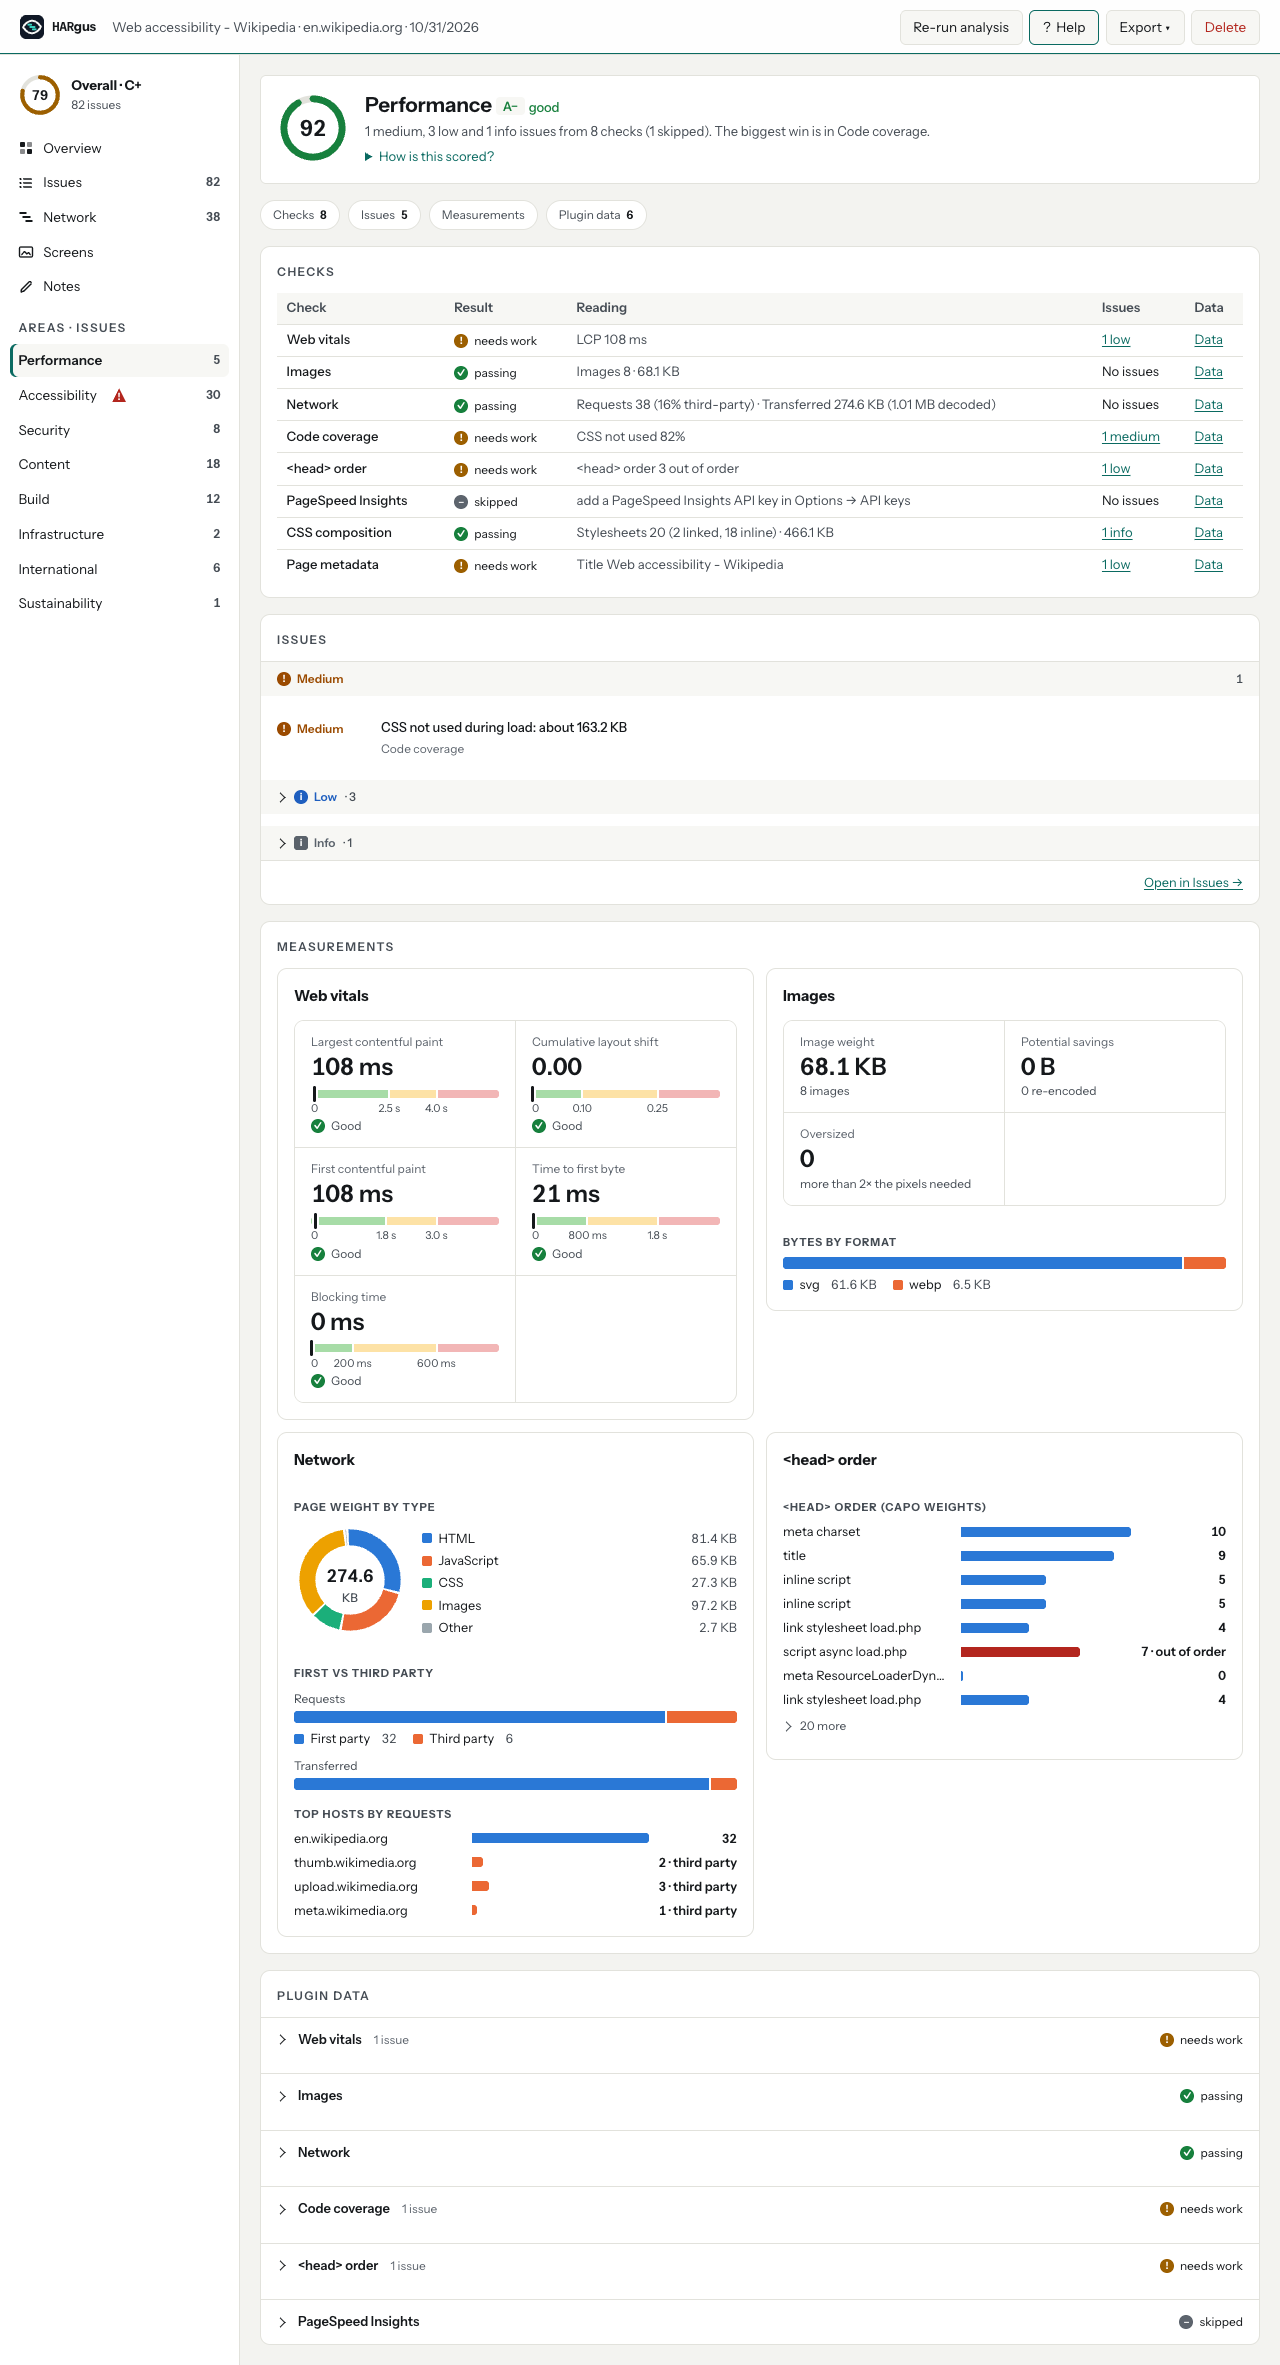 HARgus
Web accessibility - Wikipedia · en.wikipedia.org · 10/31/2026
Re-run analysis
? Help
Export ▾
Delete
79
Overall · C+
82 issues
Overview
Issues 82
Network 38
Screens
Notes
AREAS · ISSUES
Performance 5
Accessibility 30
Security 8
Content 18
Build 12
Infrastructure 2
International 6
Sustainability 1
92
Performance A− good
1 medium, 3 low and 1 info issues from 8 checks (1 skipped). The biggest win is in Code coverage.
▶ How is this scored?
Checks 8
Issues 5
Measurements
Plugin data 6
CHECKS
Check Result Reading Issues Data
Web vitals ! needs work LCP 108 ms 1 low Data
Images passing Images 8 · 68.1 KB No issues Data
Network passing Requests 38 (16% third-party) · Transferred 274.6 KB (1.01 MB decoded) No issues Data
Code coverage ! needs work CSS not used 82% 1 medium Data
<head> order ! needs work <head> order 3 out of order 1 low Data
PageSpeed Insights – skipped add a PageSpeed Insights API key in Options → API keys No issues Data
CSS composition passing Stylesheets 20 (2 linked, 18 inline) · 466.1 KB 1 info Data
Page metadata ! needs work Title Web accessibility - Wikipedia 1 low Data
ISSUES
! Medium 1
! Medium CSS not used during load: about 163.2 KB
Code coverage
i Low · 3
i Info · 1
Open in Issues →
MEASUREMENTS
Web vitals
Largest contentful paint
108 ms
0 2.5 s 4.0 s
Good
Cumulative layout shift
0.00
0 0.10 0.25
Good
First contentful paint
108 ms
0 1.8 s 3.0 s
Good
Time to first byte
21 ms
0 800 ms 1.8 s
Good
Blocking time
0 ms
0 200 ms 600 ms
Good
Images
Image weight
68.1 KB
8 images
Potential savings
0 B
0 re-encoded
Oversized
0
more than 2× the pixels needed
BYTES BY FORMAT
svg 61.6 KB webp 6.5 KB
Network
PAGE WEIGHT BY TYPE
274.6
KB
HTML 81.4 KB
JavaScript 65.9 KB
CSS 27.3 KB
Images 97.2 KB
Other 2.7 KB
FIRST VS THIRD PARTY
Requests
First party 32 Third party 6
Transferred
TOP HOSTS BY REQUESTS
en.wikipedia.org 32
thumb.wikimedia.org 2 · third party
upload.wikimedia.org 3 · third party
meta.wikimedia.org 1 · third party
<head> order
<HEAD> ORDER (CAPO WEIGHTS)
meta charset 10
title 9
inline script 5
inline script 5
link stylesheet load.php 4
script async load.php 7 · out of order
meta ResourceLoaderDyn... 0
link stylesheet load.php 4
20 more
PLUGIN DATA
Web vitals 1 issue ! needs work
Images passing
Network passing
Code coverage 1 issue ! needs work
<head> order 1 issue ! needs work
PageSpeed Insights – skipped